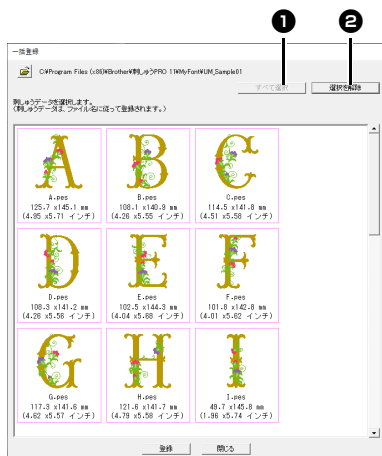 ❶ ❷
一括登録
C:¥Program Files (x86)¥Brother¥刺しゅうPRO 11¥MyFont¥UM_Sample01
すべて選択 選択を解除
刺しゅうデータを選択します。
(刺しゅうデータは、ファイル名に従って登録されます。)
A.pes B.pes C.pes
125.7 x145.1 mm 108.1 x140.9 mm 114.5 x141.8 mm
(4.95 x5.71 インチ) (4.26 x5.55 インチ) (4.51 x5.58 インチ)
D.pes E.pes F.pes
108.3 x141.2 mm 102.5 x144.3 mm 101.8 x142.8 mm
(4.26 x5.56 インチ) (4.04 x5.68 インチ) (4.01 x5.62 インチ)
G.pes H.pes I.pes
117.3 x141.6 mm 121.6 x141.7 mm 49.7 x145.8 mm
(4.62 x5.57 インチ) (4.79 x5.58 インチ) (1.96 x5.74 インチ)
登録 閉じる